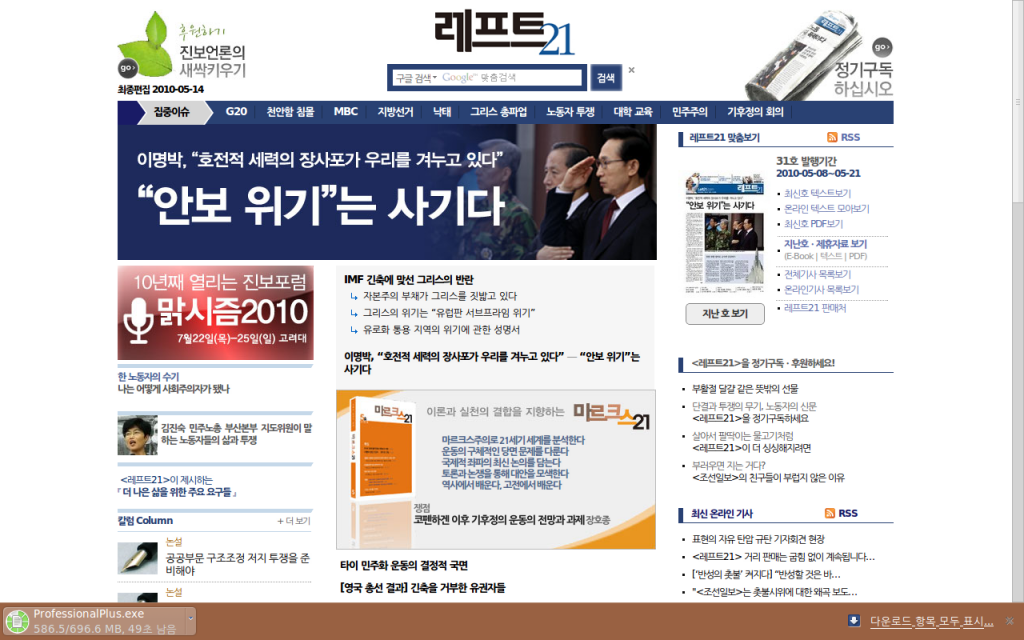 후원하기
진보언론의
새싹키우기
go
최종편집 2010-05-14
레프트21
구글 검색 Google™ 맞춤검색
검색
×
go
정기구독
하십시오
집중이슈 G20 천안함 침몰 MBC 지방선거 낙태 그리스 총파업 노동자 투쟁 대학 교육 민주주의 기후정의 회의
이명박, “호전적 세력의 장사포가 우리를 겨누고 있다”
“안보 위기”는 사기다
10년째 열리는 진보포럼
맑시즘2010
7월22일(목)~25일(일) 고려대
한 노동자의 수기
나는 어떻게 사회주의자가 됐나
김진숙 민주노총 부산본부 지도위원이 말
하는 노동자들의 삶과 투쟁
<레프트21>이 제시하는
『 더 나은 삶을 위한 주요 요구들 』
칼럼 Column
+ 더 보기
논설
공공부문 구조조정 저지 투쟁을 준
비해야
논설
IMF 긴축에 맞선 그리스의 반란
자본주의 부채가 그리스를 짓밟고 있다
그리스의 위기는 “유럽판 서브프라임 위기”
유로화 통용 지역의 위기에 관한 성명서
이명박, “호전적 세력의 장사포가 우리를 겨누고 있다” — “안보 위기”는
사기다
마르크스21
이론과 실천의 결합을 지향하는 마르크스21
마르크스주의로 21세기 세계를 분석한다
운동의 구체적인 당면 문제를 다룬다
국제적 좌파의 최신 논의를 담는다
토론과 논쟁을 통해 대안을 모색한다
역사에서 배운다, 고전에서 배운다
쟁점
코펜하겐 이후 기후정의 운동의 전망과 과제 장호종
타이 민주화 운동의 결정적 국면
[영국 총선 결과] 긴축을 거부한 유권자들
레프트21 맞춤보기
RSS
31호 발행기간
2010-05-08~05-21
레프트21
“안보 위기”는 사기다
최신호 텍스트보기
온라인 텍스트 모아보기
최신호 PDF보기
지난호 · 제휴자료 보기
(E-Book | 텍스트 | PDF)
전체기사 목록보기
온라인기사 목록보기
레프트21 판매처
지난 호 보기
<레프트21>을 정기구독 · 후원하세요!
부활절 달걀 같은 뜻밖의 선물
단결과 투쟁의 무기, 노동자의 신문
<레프트21>을 정기구독하세요
살아서 팔딱이는 물고기처럼
<레프트21>이 더 싱싱해지려면
부러우면 지는 거다?
<조선일보>의 친구들이 부럽지 않은 이유
최신 온라인 기사
RSS
표현의 자유 탄압 규탄 기자회견 현장
<레프트21> 거리 판매는 굽힘 없이 계속됩니다...
['반성의 촛불' 켜지다] "반성할 것은 바...
"<조선일보>는 촛불시위에 대한 왜곡 보도...
ProfessionalPlus.exe
586.5/696.6 MB, 49초 남음
다운로드 항목 모두 표시...